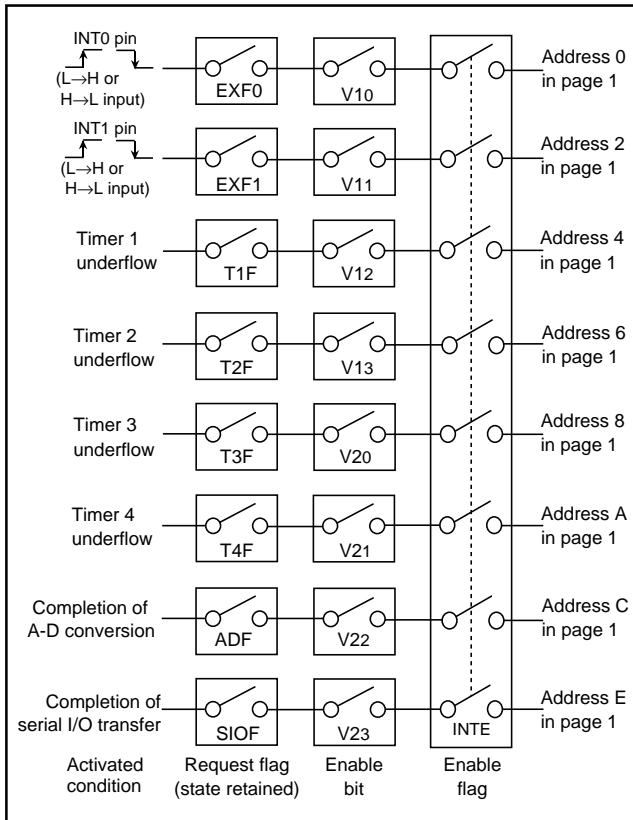 INT0 pin
(L→H or
H→L input)
EXF0
V10
Address 0
in page 1
INT1 pin
(L→H or
H→L input)
EXF1
V11
Address 2
in page 1
Timer 1
underflow
T1F
V12
Address 4
in page 1
Timer 2
underflow
T2F
V13
Address 6
in page 1
Timer 3
underflow
T3F
V20
Address 8
in page 1
Timer 4
underflow
T4F
V21
Address A
in page 1
Completion of
A-D conversion
ADF
V22
Address C
in page 1
Completion of
serial I/O transfer
SIOF
V23
INTE
Address E
in page 1
Activated
condition
Request flag
(state retained)
Enable
bit
Enable
flag